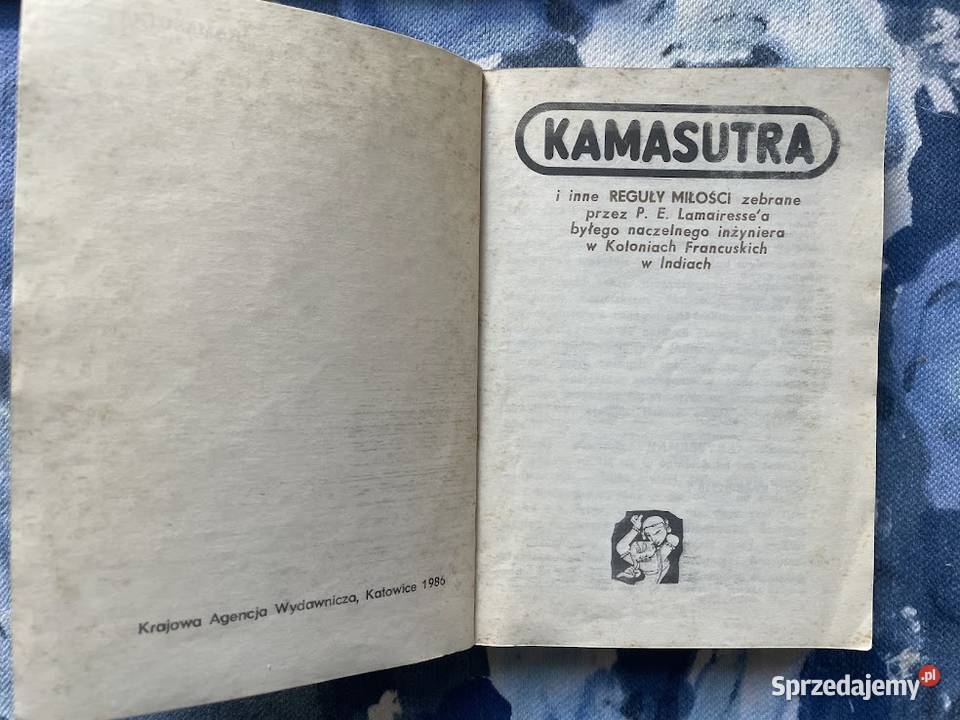 Krajowa Agencja Wydawnicza, Katowice 1986
KAMASUTRA
i inne REGUŁY MIŁOŚCI zebrane
przez P. E. Lamairesse'a
byłego naczelnego inżyniera
w Koloniach Francuskich
w Indiach
Sprzedajemy.pl